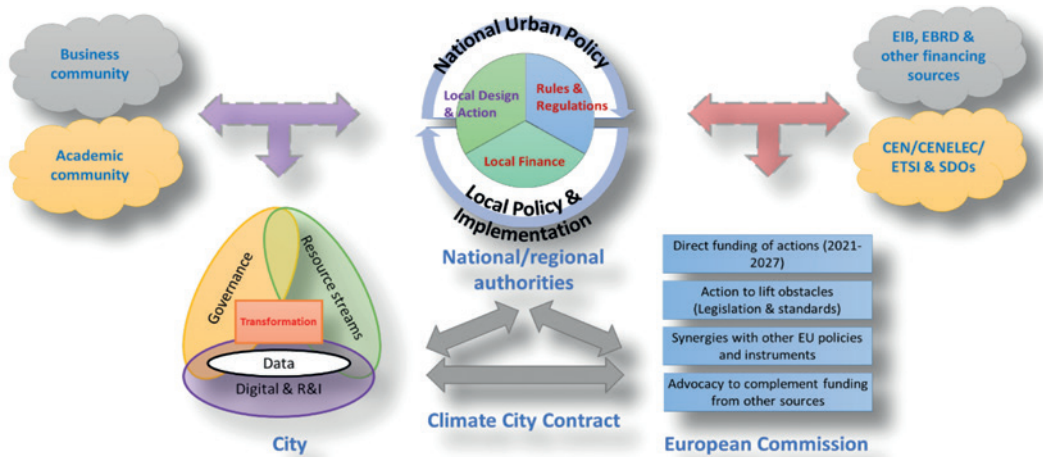 Business
community
Academic
community
National Urban Policy
Local Design
& Action
Rules &
Regulations
Local Finance
Local Policy &
Implementation
National/regional
authorities
EIB, EBRD &
other financing
sources
CEN/CENELEC/
ETSI & SDOs
Governance
Resource streams
Transformation
Data
Digital & R&I
City
Climate City Contract
Direct funding of actions (2021-
2027)
Action to lift obstacles
(Legislation & standards)
Synergies with other EU policies
and instruments
Advocacy to complement funding
from other sources
European Commission